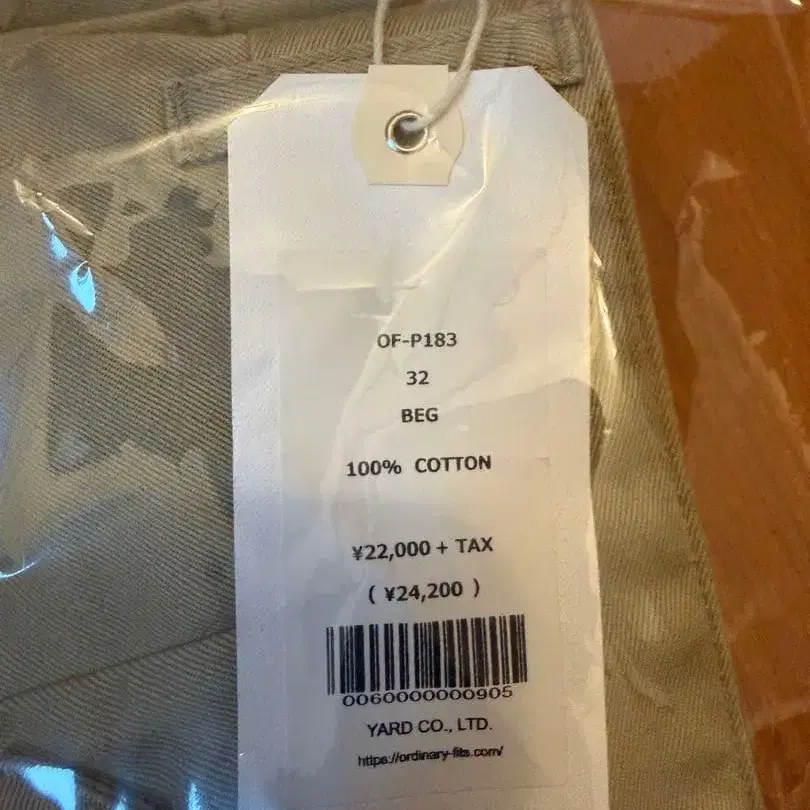 OF-P183
32
BEG
100% COTTON
¥22,000 + TAX
( ¥24,200 )
0060000000905
YARD CO., LTD.
https://ordinary-fits.com/